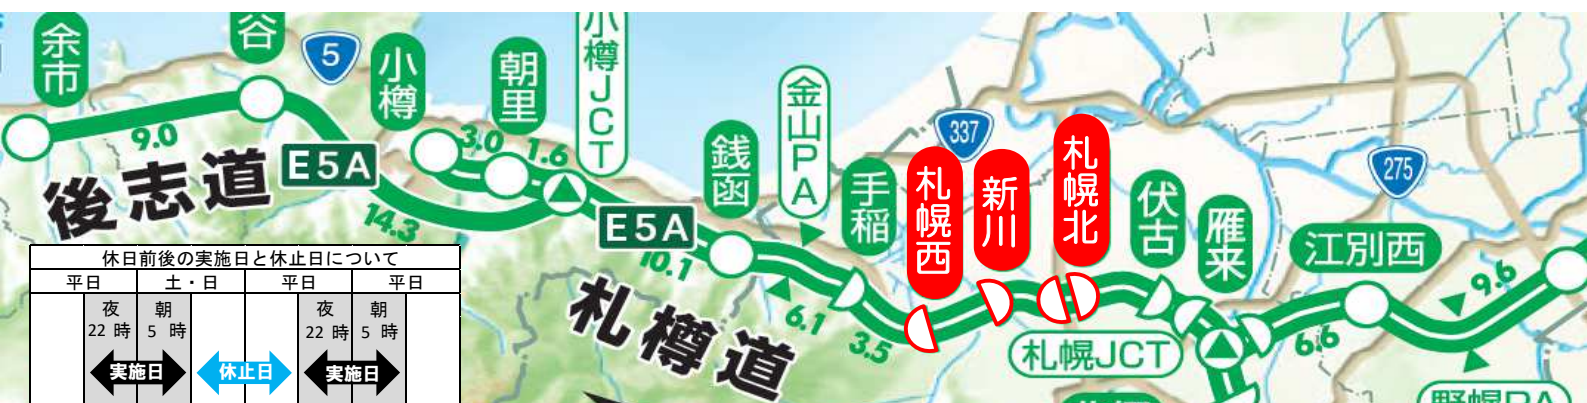 余市
谷
5
小樽
朝里
小樽JCT
銭函
金山PA
手稲
札幌西
337
新川
札幌北
伏古
雁来
275
江別西
9.0
3.0
1.6
後志道
E5A
14.3
E5A
10.1
6.1
3.5
札樽道
札幌JCT
6.6
9.6
野幌PA
休日前後の実施日と休止日について
平日 土・日 平日 平日
夜 朝 夜 朝
22 時 5 時 22 時 5 時
実施日 休止日 実施日